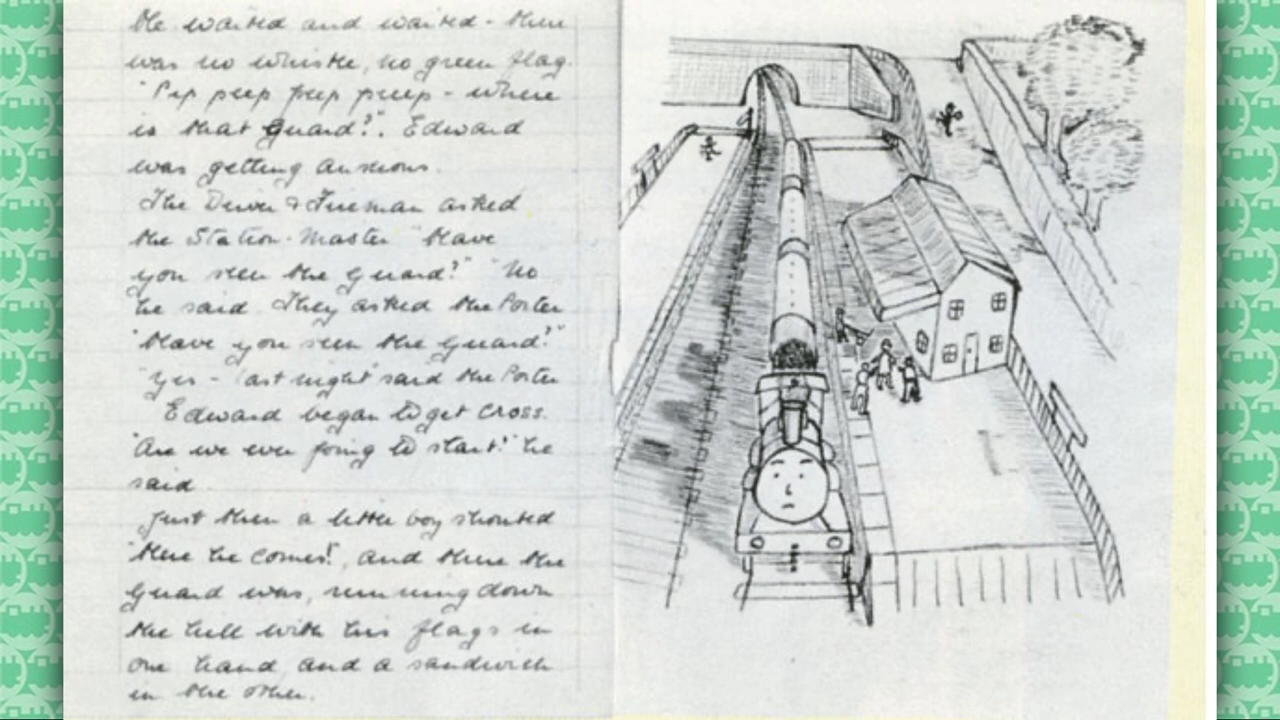 He waited and waited - there
was no whistle, no green flag.
"Pip peep peep peep - where
is that guard?". Edward
was getting anxious.
The Driver & Fireman asked
the Station-Master "Have
you seen the guard?" "No
he said. They asked the Porter
"Have you seen the guard?"
"Yes - last night" said the Porter
Edward began to get cross.
"Are we ever going to start?" he
said.
Just then a little boy shouted
"Here he comes!, and there the
Guard was, running down
the hill with his flags in
one hand, and a sandwich
in the other.